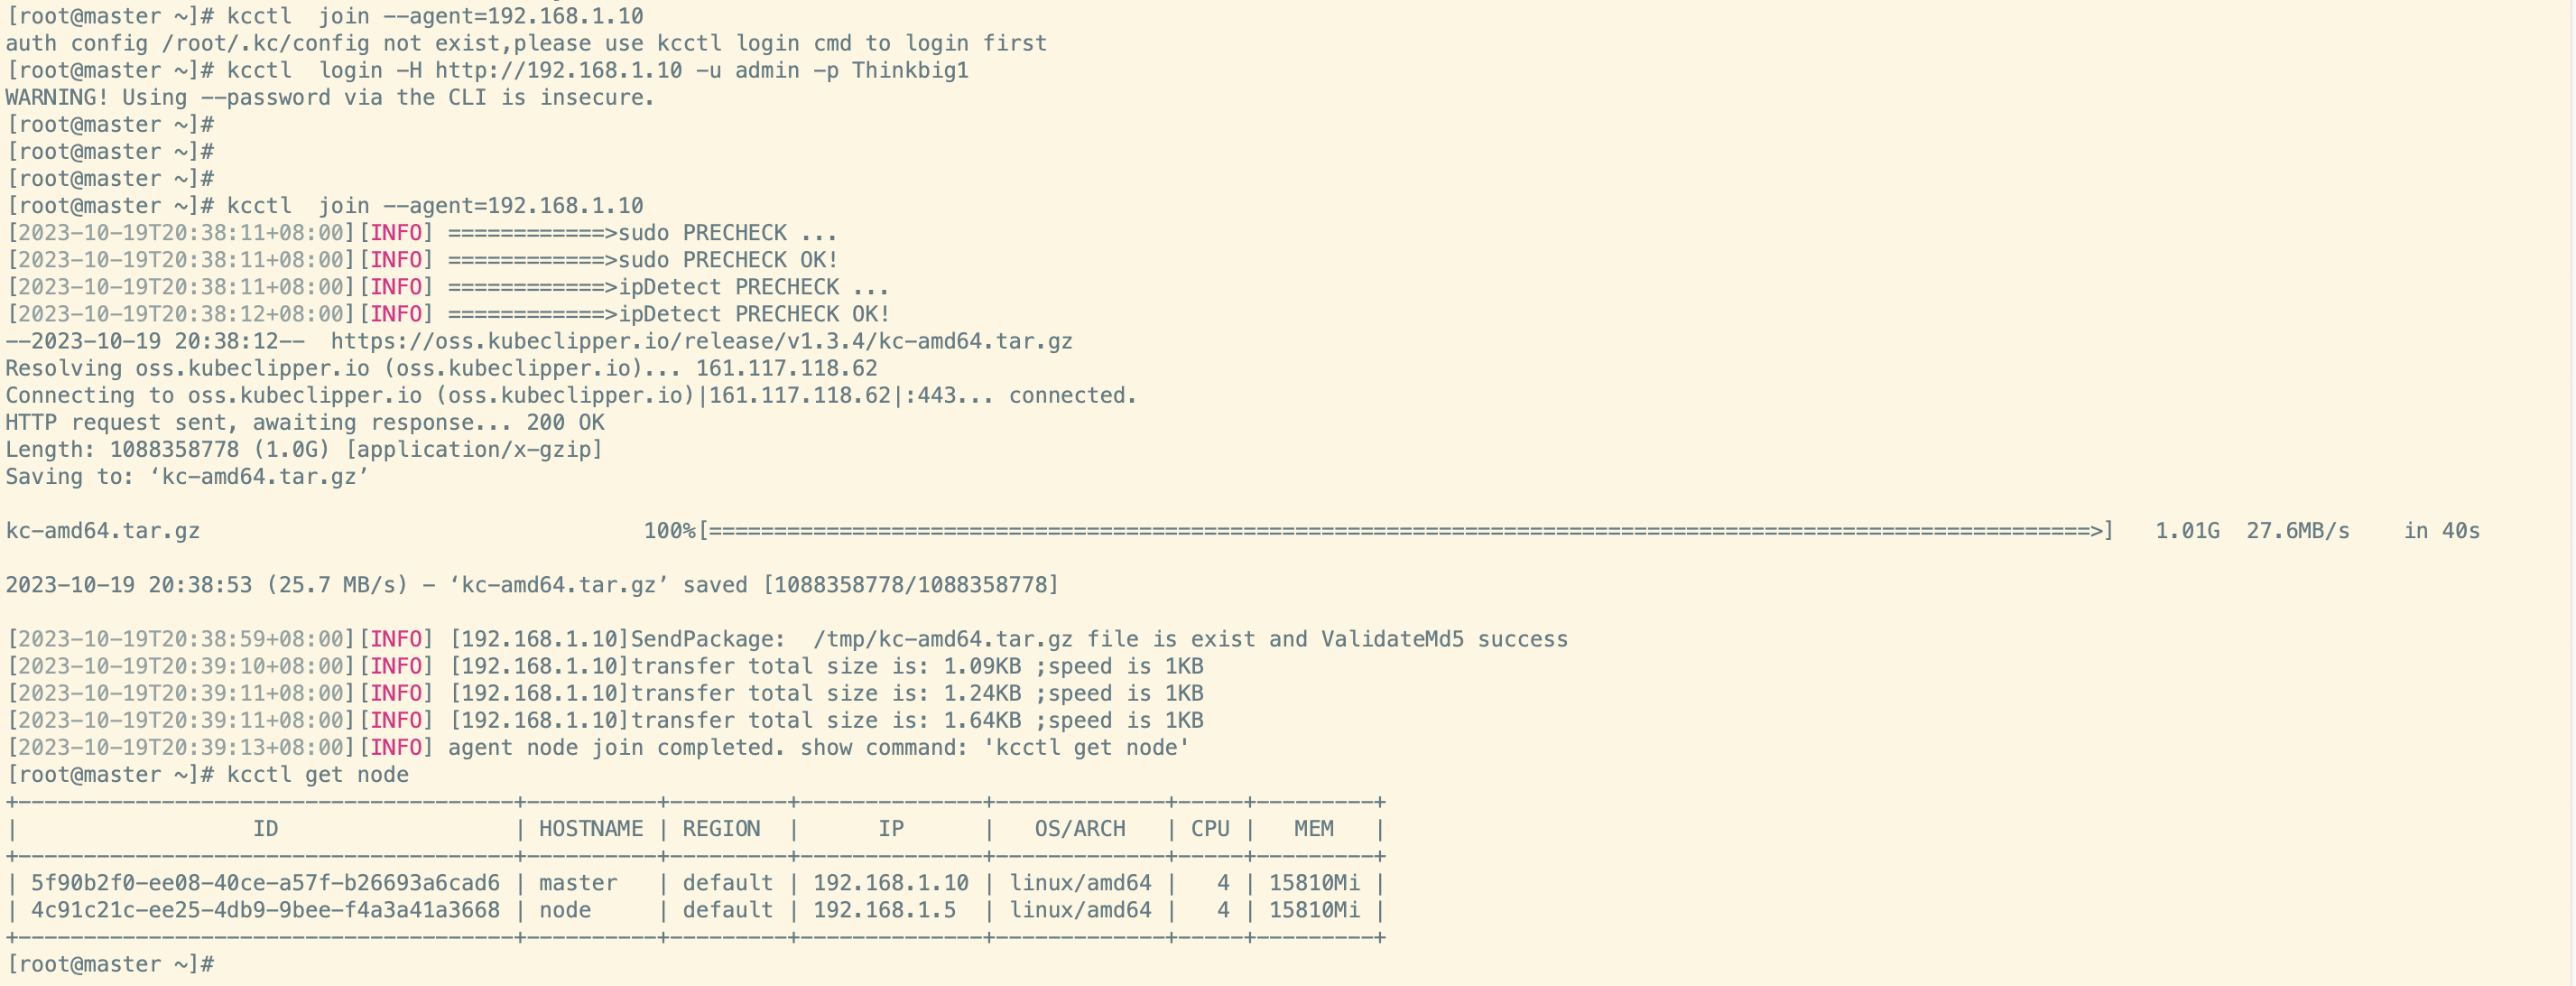 [root@master ~]# kcctl  join --agent=192.168.1.10
auth config /root/.kc/config not exist,please use kcctl login cmd to login first
[root@master ~]# kcctl  login -H http://192.168.1.10 -u admin -p Thinkbig1
WARNING! Using --password via the CLI is insecure.
[root@master ~]#
[root@master ~]#
[root@master ~]#
[root@master ~]# kcctl  join --agent=192.168.1.10
[2023-10-19T20:38:11+08:00][INFO] ============>sudo PRECHECK ...
[2023-10-19T20:38:11+08:00][INFO] ============>sudo PRECHECK OK!
[2023-10-19T20:38:11+08:00][INFO] ============>ipDetect PRECHECK ...
[2023-10-19T20:38:12+08:00][INFO] ============>ipDetect PRECHECK OK!
--2023-10-19 20:38:12--  https://oss.kubeclipper.io/release/v1.3.4/kc-amd64.tar.gz
Resolving oss.kubeclipper.io (oss.kubeclipper.io)... 161.117.118.62
Connecting to oss.kubeclipper.io (oss.kubeclipper.io)|161.117.118.62|:443... connected.
HTTP request sent, awaiting response... 200 OK
Length: 1088358778 (1.0G) [application/x-gzip]
Saving to: ‘kc-amd64.tar.gz’
kc-amd64.tar.gz 100%[==========================================================================================================>] 1.01G 27.6MB/s in 40s
2023-10-19 20:38:53 (25.7 MB/s) - ‘kc-amd64.tar.gz’ saved [1088358778/1088358778]
[2023-10-19T20:38:59+08:00][INFO] [192.168.1.10]SendPackage:  /tmp/kc-amd64.tar.gz file is exist and ValidateMd5 success
[2023-10-19T20:39:10+08:00][INFO] [192.168.1.10]transfer total size is: 1.09KB ;speed is 1KB
[2023-10-19T20:39:11+08:00][INFO] [192.168.1.10]transfer total size is: 1.24KB ;speed is 1KB
[2023-10-19T20:39:11+08:00][INFO] [192.168.1.10]transfer total size is: 1.64KB ;speed is 1KB
[2023-10-19T20:39:13+08:00][INFO] agent node join completed. show command: 'kcctl get node'
[root@master ~]# kcctl get node
+--------------------------------------+----------+---------+--------------+-------------+-----+---------+
|                  ID                  | HOSTNAME | REGION  |      IP      |   OS/ARCH   | CPU |   MEM   |
+--------------------------------------+----------+---------+--------------+-------------+-----+---------+
| 5f90b2f0-ee08-40ce-a57f-b26693a6cad6 | master   | default | 192.168.1.10 | linux/amd64 |   4 | 15810Mi |
| 4c91c21c-ee25-4db9-9bee-f4a3a41a3668 | node     | default | 192.168.1.5  | linux/amd64 |   4 | 15810Mi |
+--------------------------------------+----------+---------+--------------+-------------+-----+---------+
[root@master ~]#